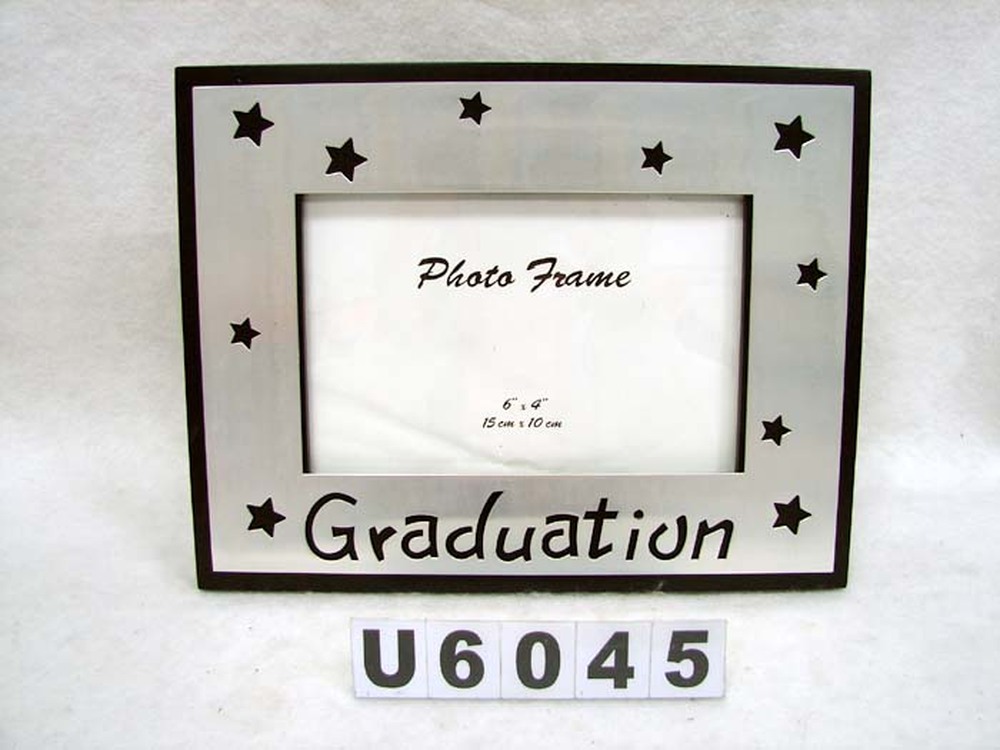 Photo Frame
6" x 4"
15 cm x 10 cm
Graduation
U6045